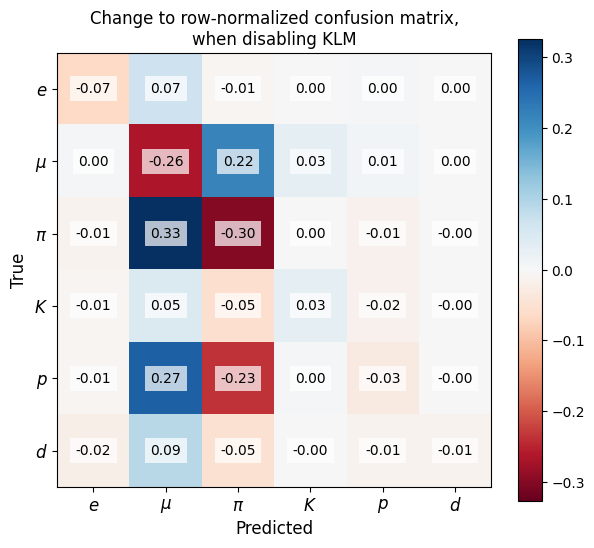 Change to row-normalized confusion matrix,
when disabling KLM
e -0.07 0.07 -0.01 0.00 0.00 0.00
μ 0.00 -0.26 0.22 0.03 0.01 0.00
π -0.01 0.33 -0.30 0.00 -0.01 -0.00
K -0.01 0.05 -0.05 0.03 -0.02 -0.00
p -0.01 0.27 -0.23 0.00 -0.03 -0.00
d -0.02 0.09 -0.05 -0.00 -0.01 -0.01
e μ π K p d
Predicted
True
0.3
0.2
0.1
0.0
-0.1
−0.2
−0.3